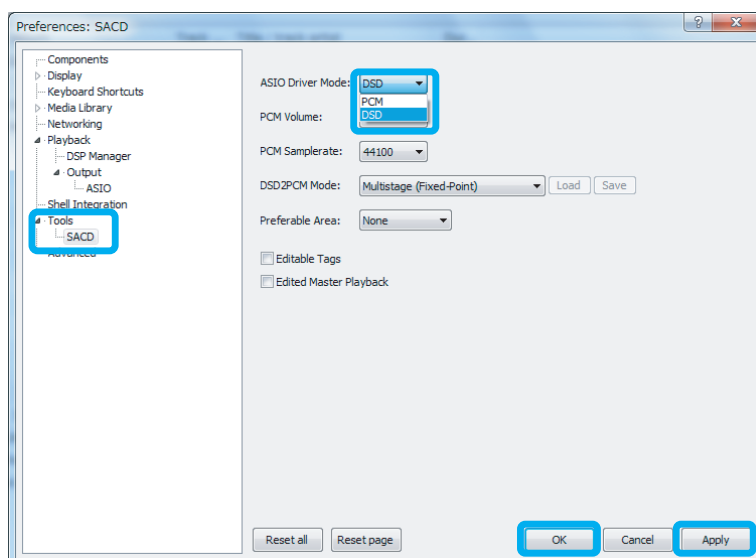 Preferences: SACD
Components
Display
Keyboard Shortcuts
Media Library
Networking
Playback
DSP Manager
Output
ASIO
Shell Integration
Tools
SACD
Advanced
ASIO Driver Mode: DSD
PCM
DSD
PCM Volume:
PCM Samplerate: 44100
DSD2PCM Mode: Multistage (Fixed-Point) Load Save
Preferable Area: None
Editable Tags
Edited Master Playback
Reset all Reset page OK Cancel Apply